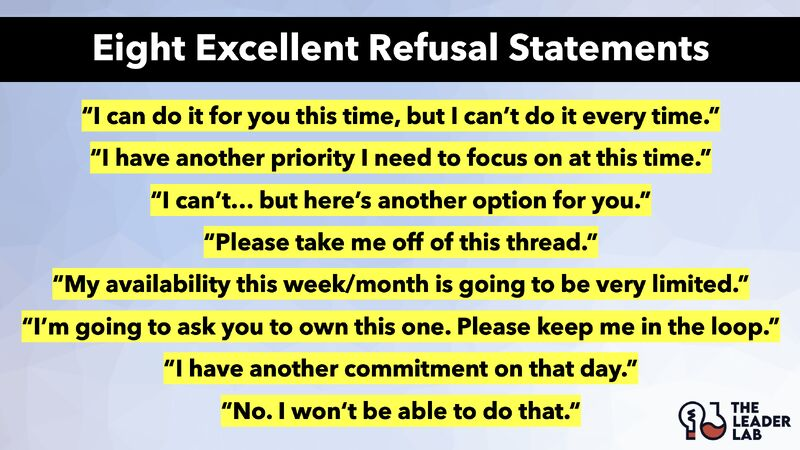 Eight Excellent Refusal Statements
“I can do it for you this time, but I can’t do it every time.”
“I have another priority I need to focus on at this time.”
“I can’t... but here’s another option for you.”
“Please take me off of this thread.”
“My availability this week/month is going to be very limited.”
“I’m going to ask you to own this one. Please keep me in the loop.”
“I have another commitment on that day.”
“No. I won’t be able to do that.”
THE
LEADER
LAB